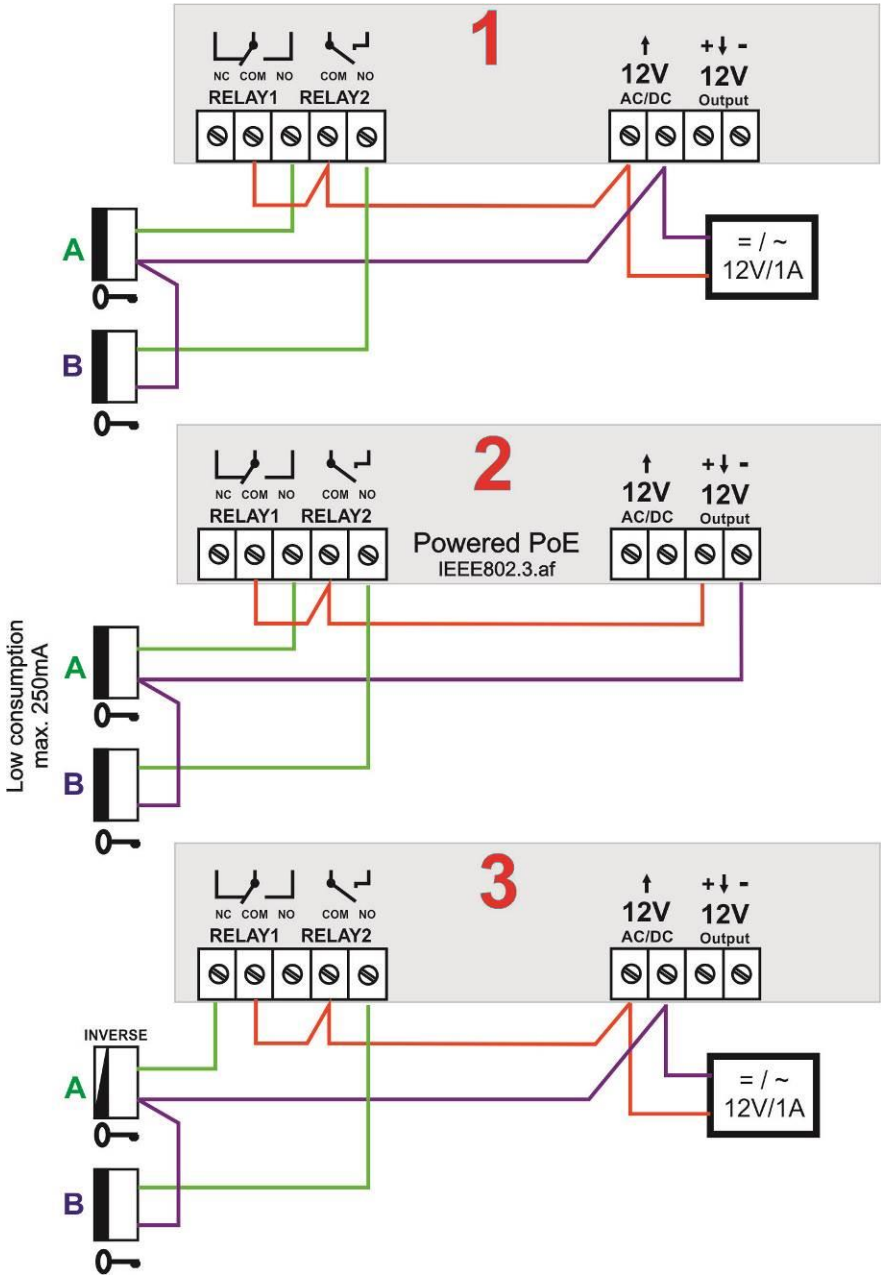 1
NC COM NO COM NO
RELAY1 RELAY2
+ -
12V 12V
AC/DC Output
A
= / ~
12V/1A
B
2
NC COM NO COM NO
RELAY1 RELAY2
Powered PoE
IEEE802.3.af
+ -
12V 12V
AC/DC Output
Low consumption
max. 250mA
A
B
3
NC COM NO COM NO
RELAY1 RELAY2
+ -
12V 12V
AC/DC Output
INVERSE
A
= / ~
12V/1A
B